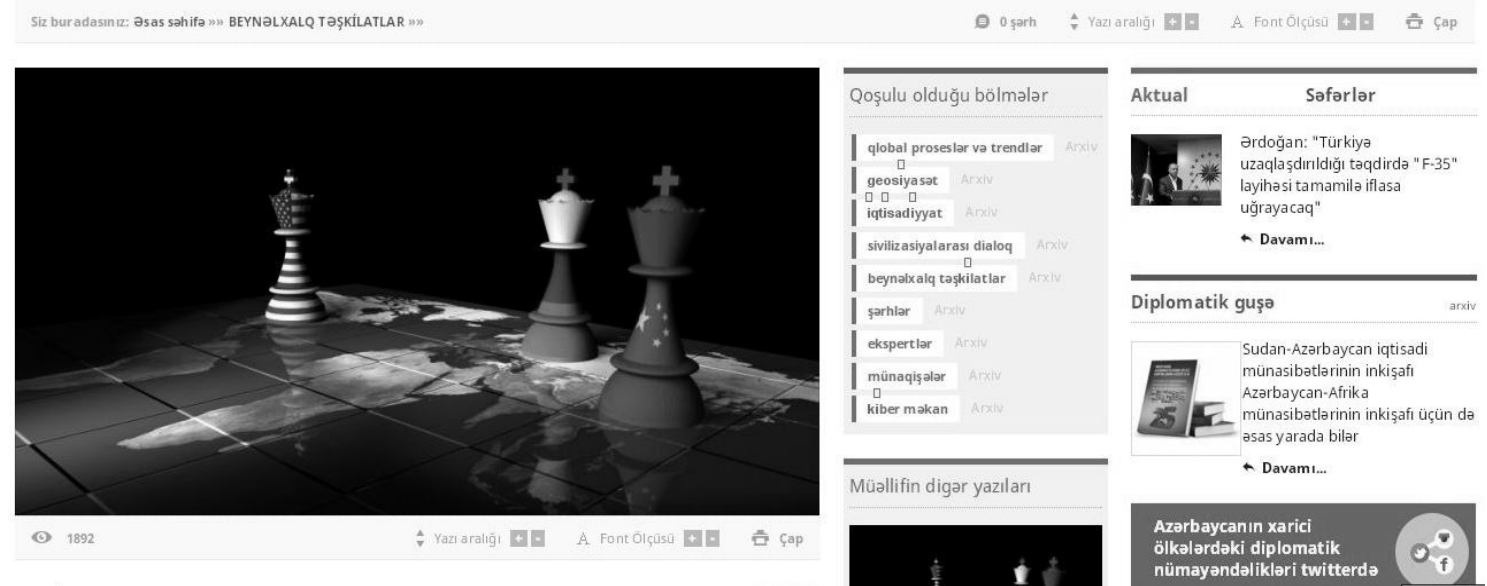 Siz buradasınız: Əsas səhifə »» BEYNƏLXALQ TƏŞKİLATLAR »»
0 şərh
Yazı aralığı + -
A Font Ölçüsü + -
Çap
1892
Yazı aralığı + -
A Font Ölçüsü + -
Çap
Qoşulu olduğu bölmələr
qlobal proseslər və trendlər Arxiv
geosiyasət Arxiv
iqtisadiyyat Arxiv
sivilizasiyalarası dialoq Arxiv
beynəlxalq təşkilatlar Arxiv
şərhlər Arxiv
ekspertlər Arxiv
münaqişələr Arxiv
kiber məkan Arxiv
Müəllifin digər yazıları
Aktual Səfərlər
Ərdoğan: "Türkiyə
uzaqlaşdırıldığı təqdirdə "F-35"
layihəsi tamamilə iflasa
uğrayacaq"
Davamı...
Diplomatik guşə arxiv
Sudan-Azərbaycan iqtisadi
münasibətlərinin inkişafı
Azərbaycan-Afrika
münasibətlərinin inkişafı üçün də
əsas yarada bilər
Davamı...
Azərbaycanın xarici
ölkələrdəki diplomatik
nümayəndəlikləri twitterdə